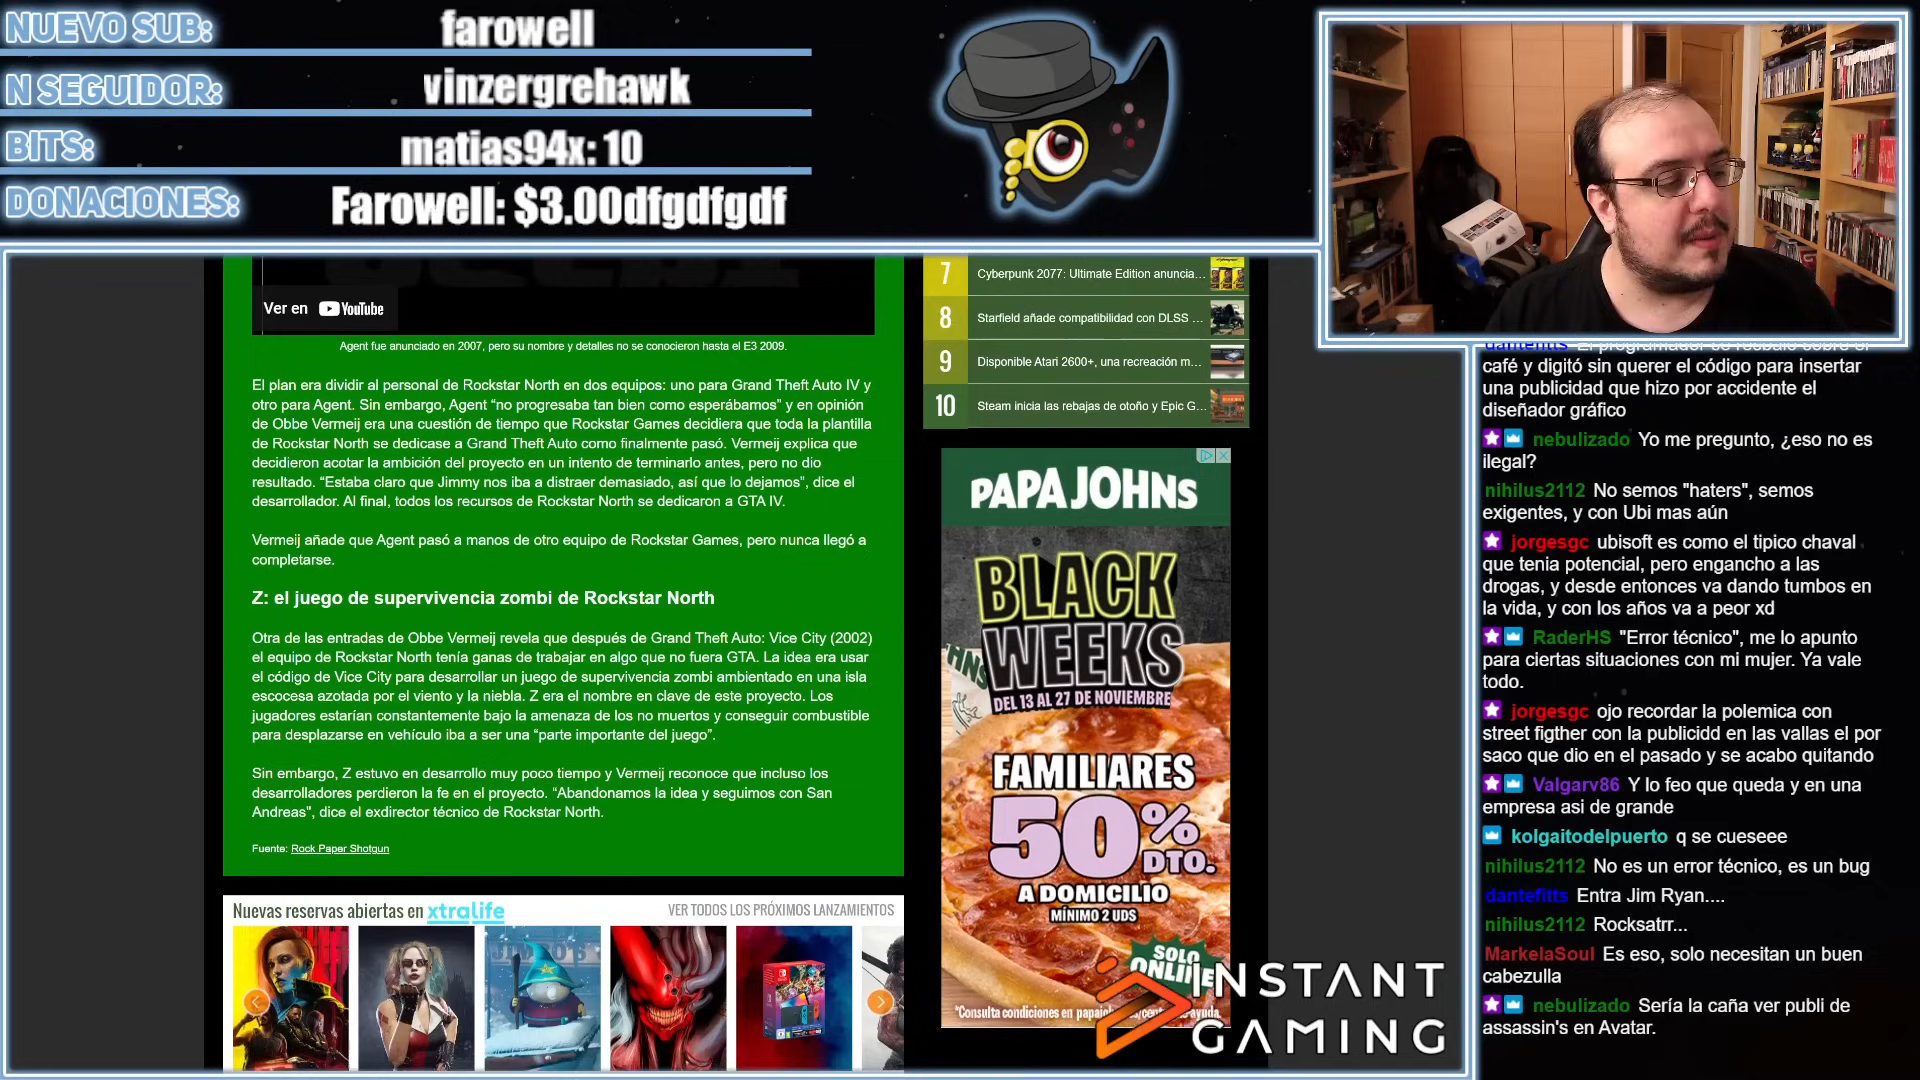 NUEVO SUB:
farowell
N SEGUIDOR:
vinzergrehawk
BITS:
matias94x: 10
DONACIONES:
Farowell: $3.00dfgdfgdf
Ver en YouTube
Agent fue anunciado en 2007, pero su nombre y detalles no se conocieron hasta el E3 2009.
El plan era dividir al personal de Rockstar North en dos equipos: uno para Grand Theft Auto IV y
otro para Agent. Sin embargo, Agent “no progresaba tan bien como esperábamos” y en opinión
de Obbe Vermeij era una cuestión de tiempo que Rockstar Games decidiera que toda la plantilla
de Rockstar North se dedicase a Grand Theft Auto como finalmente pasó. Vermeij explica que
decidieron acotar la ambición del proyecto en un intento de terminarlo antes, pero no dio
resultado. “Estaba claro que Jimmy nos iba a distraer demasiado, así que lo dejamos”, dice el
desarrollador. Al final, todos los recursos de Rockstar North se dedicaron a GTA IV.
Vermeij añade que Agent pasó a manos de otro equipo de Rockstar Games, pero nunca llegó a
completarse.
Z: el juego de supervivencia zombi de Rockstar North
Otra de las entradas de Obbe Vermeij revela que después de Grand Theft Auto: Vice City (2002)
el equipo de Rockstar North tenía ganas de trabajar en algo que no fuera GTA. La idea era usar
el código de Vice City para desarrollar un juego de supervivencia zombi ambientado en una isla
escocesa azotada por el viento y la niebla. Z era el nombre en clave de este proyecto. Los
jugadores estarían constantemente bajo la amenaza de los no muertos y conseguir combustible
para desplazarse en vehículo iba a ser una “parte importante del juego”.
Sin embargo, Z estuvo en desarrollo muy poco tiempo y Vermeij reconoce que incluso los
desarrolladores perdieron la fe en el proyecto. “Abandonamos la idea y seguimos con San
Andreas”, dice el exdirector técnico de Rockstar North.
Fuente: Rock Paper Shotgun
Nuevas reservas abiertas en xtralife
VER TODOS LOS PRÓXIMOS LANZAMIENTOS
7 Cyberpunk 2077: Ultimate Edition anuncia...
8 Starfield añade compatibilidad con DLSS ...
9 Disponible Atari 2600+, una recreación m...
10 Steam inicia las rebajas de otoño y Epic G...
PAPA JOHNS
BLACK
WEEKS
DEL 13 AL 27 DE NOVIEMBRE
FAMILIARES
50% DTO.
A DOMICILIO
MÍNIMO 2 UDS
SOLO
ONLINE
INSTANT
GAMING
dantefitts El programador se resbaló sobre el
café y digitó sin querer el código para insertar
una publicidad que hizo por accidente el
diseñador gráfico
nebulizado Yo me pregunto, ¿eso no es
ilegal?
nihilus2112 No semos "haters", semos
exigentes, y con Ubi mas aún
jorgesgc ubisoft es como el tipico chaval
que tenia potencial, pero engancho a las
drogas, y desde entonces va dando tumbos en
la vida, y con los años va a peor xd
RaderHS "Error técnico", me lo apunto
para ciertas situaciones con mi mujer. Ya vale
todo.
jorgesgc ojo recordar la polemica con
street figther con la publicidd en las vallas el por
saco que dio en el pasado y se acabo quitando
Valgarv86 Y lo feo que queda y en una
empresa asi de grande
kolgaitodelpuerto q se cueseee
nihilus2112 No es un error técnico, es un bug
dantefitts Entra Jim Ryan....
nihilus2112 Rocksatrr...
MarkelaSoul Es eso, solo necesitan un buen
cabezulla
nebulizado Sería la caña ver publi de
assassin's en Avatar.